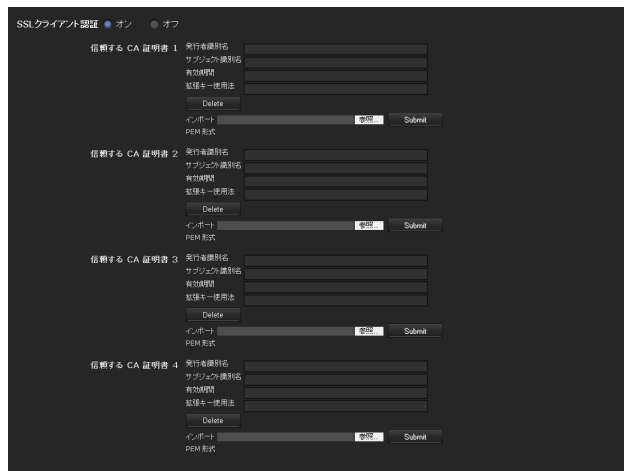 SSLクライアント認証 オン オフ
信頼する CA 証明書 1 発行者識別名
サブジェクト識別名
有効期間
拡張キー使用法
Delete
インポート 参照... Submit
PEM 形式
信頼する CA 証明書 2 発行者識別名
サブジェクト識別名
有効期間
拡張キー使用法
Delete
インポート 参照... Submit
PEM 形式
信頼する CA 証明書 3 発行者識別名
サブジェクト識別名
有効期間
拡張キー使用法
Delete
インポート 参照... Submit
PEM 形式
信頼する CA 証明書 4 発行者識別名
サブジェクト識別名
有効期間
拡張キー使用法
Delete
インポート 参照... Submit
PEM 形式